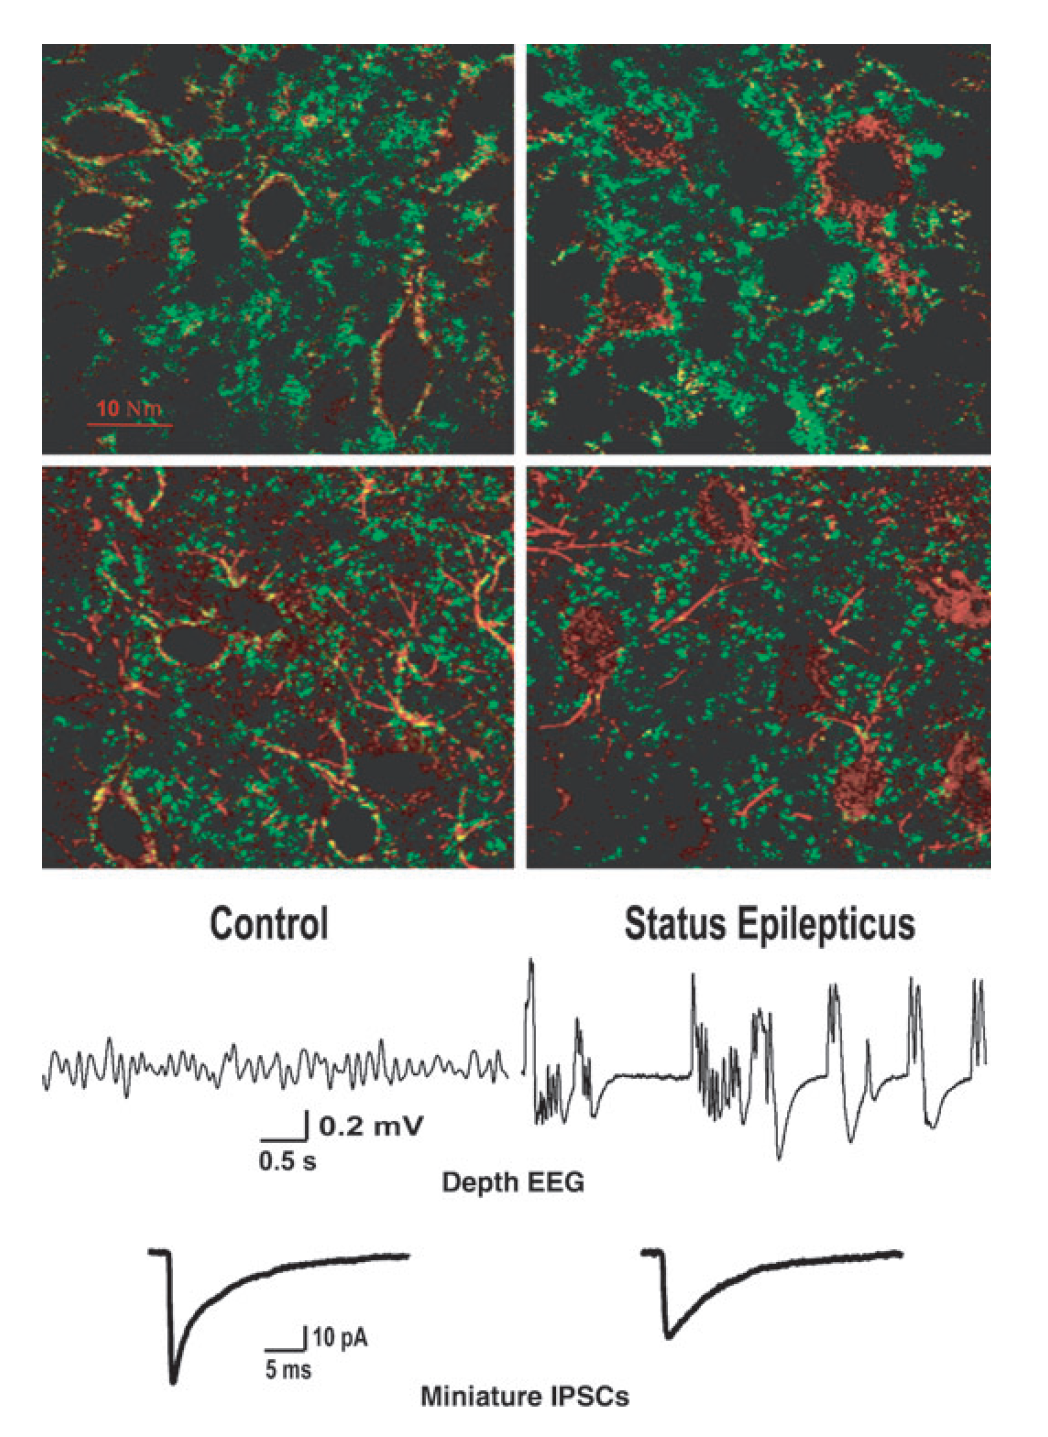 10 Nm
Control
Status Epilepticus
0.2 mV
0.5 s
Depth EEG
10 pA
5 ms
Miniature IPSCs